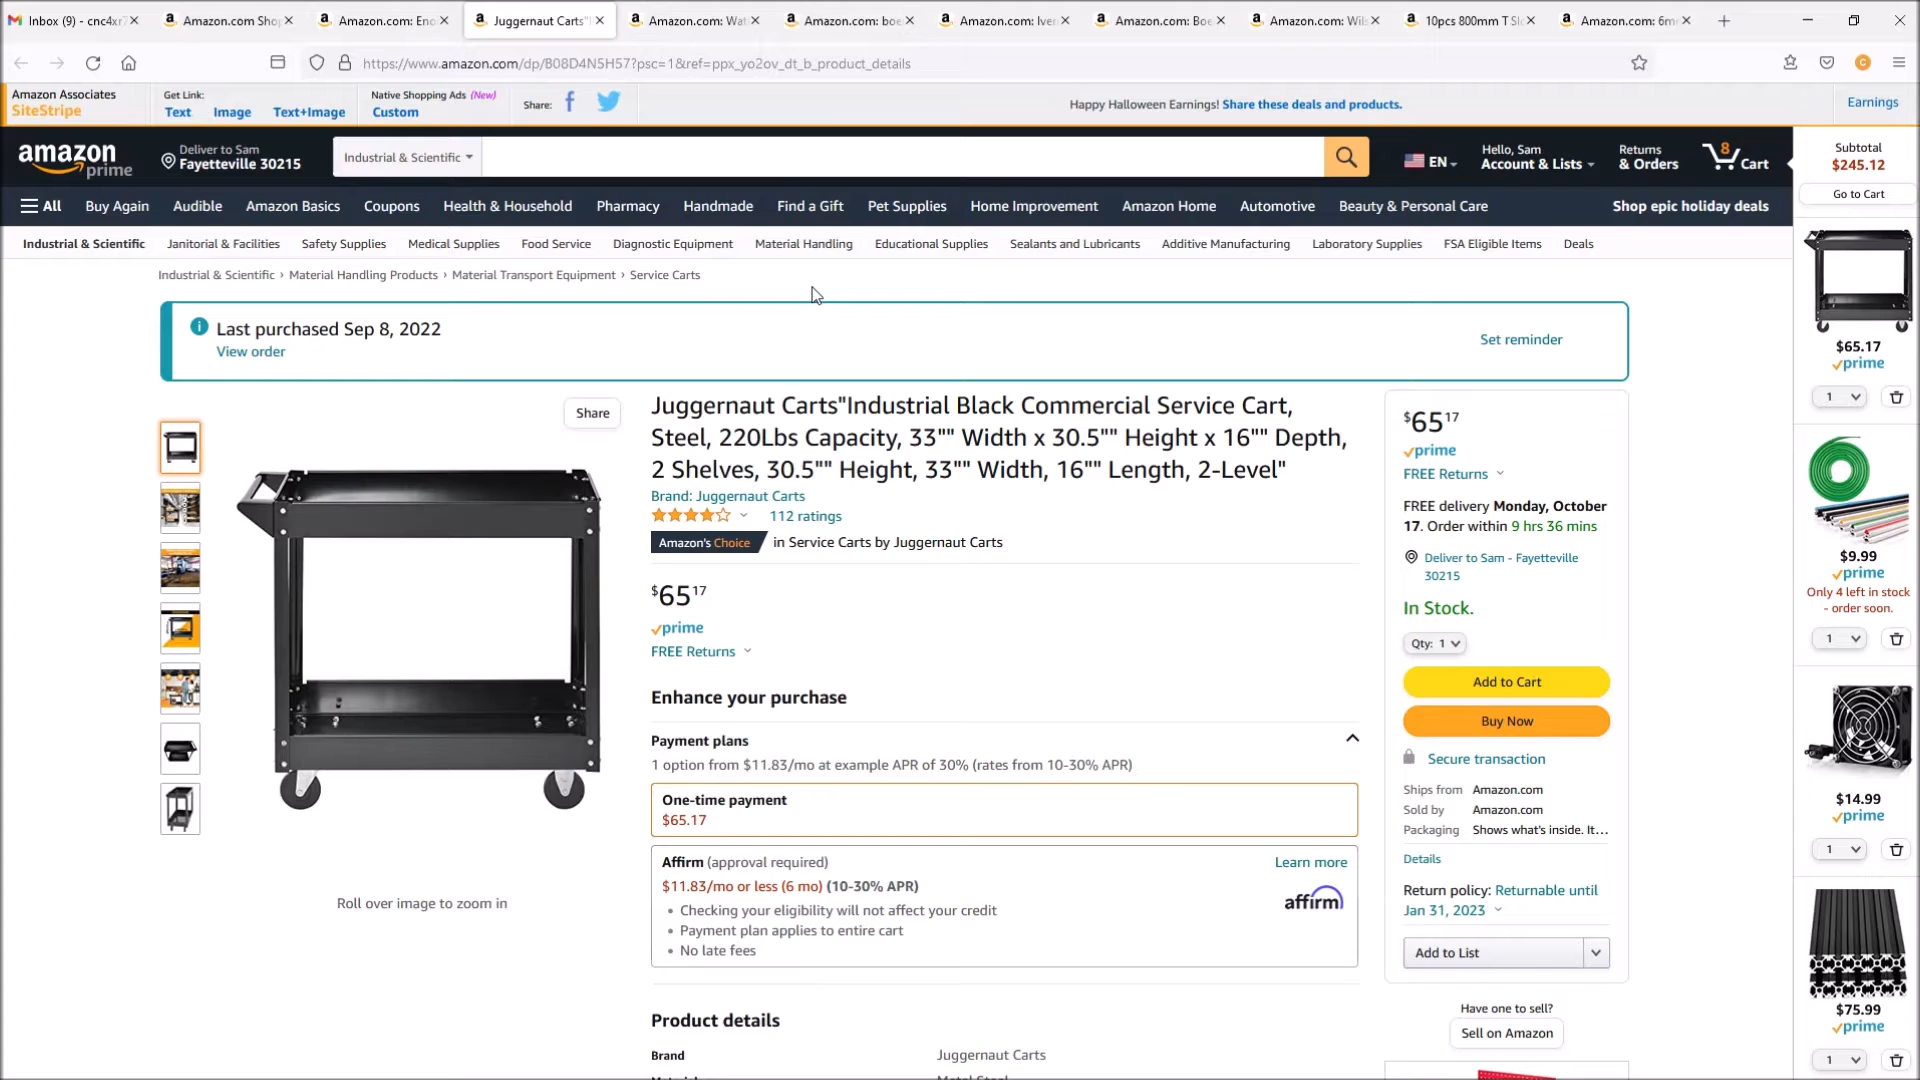 Inbox (9) - cnc4xr7
Amazon.com Shop
Amazon.com: Eno
Juggernaut Carts"I
Amazon.com: Wat
Amazon.com: boe
Amazon.com: Iver
Amazon.com: Boe
Amazon.com: Wils
10pcs 800mm T Slo
Amazon.com: 6m
https://www.amazon.com/dp/B08D4N5H57?psc=1&ref=ppx_yo2ov_dt_b_product_details
C
Amazon Associates
SiteStripe
Get Link:
Text Image Text+Image
Native Shopping Ads (New)
Custom
Share:
Happy Halloween Earnings! Share these deals and products.
Earnings
amazon
prime
Deliver to Sam
Fayetteville 30215
Industrial & Scientific
EN
Hello, Sam
Account & Lists
Returns
& Orders
8
Cart
Subtotal
$245.12
Go to Cart
All Buy Again Audible Amazon Basics Coupons Health & Household Pharmacy Handmade Find a Gift Pet Supplies Home Improvement Amazon Home Automotive Beauty & Personal Care
Shop epic holiday deals
Industrial & Scientific Janitorial & Facilities Safety Supplies Medical Supplies Food Service Diagnostic Equipment Material Handling Educational Supplies Sealants and Lubricants Additive Manufacturing Laboratory Supplies FSA Eligible Items Deals
Industrial & Scientific › Material Handling Products › Material Transport Equipment › Service Carts
i
Last purchased Sep 8, 2022
View order
Set reminder
Share
Juggernaut Carts"Industrial Black Commercial Service Cart,
Steel, 220Lbs Capacity, 33"" Width x 30.5"" Height x 16"" Depth,
2 Shelves, 30.5"" Height, 33"" Width, 16"" Length, 2-Level"
Brand: Juggernaut Carts
112 ratings
Amazon's Choice in Service Carts by Juggernaut Carts
$65 17
prime
FREE Returns
Enhance your purchase
Payment plans
1 option from $11.83/mo at example APR of 30% (rates from 10-30% APR)
One-time payment
$65.17
Affirm (approval required)
Learn more
$11.83/mo or less (6 mo) (10-30% APR)
affirm
• Checking your eligibility will not affect your credit
• Payment plan applies to entire cart
• No late fees
Product details
Brand Juggernaut Carts
Roll over image to zoom in
$65 17
prime
FREE Returns
FREE delivery Monday, October
17. Order within 9 hrs 36 mins
Deliver to Sam - Fayetteville
30215
In Stock.
Qty: 1
Add to Cart
Buy Now
Secure transaction
Ships from Amazon.com
Sold by Amazon.com
Packaging Shows what's inside. It…
Details
Return policy: Returnable until
Jan 31, 2023
Add to List
Have one to sell?
Sell on Amazon
$65.17
prime
1
$9.99
prime
Only 4 left in stock
- order soon.
1
$14.99
prime
1
$75.99
prime
1